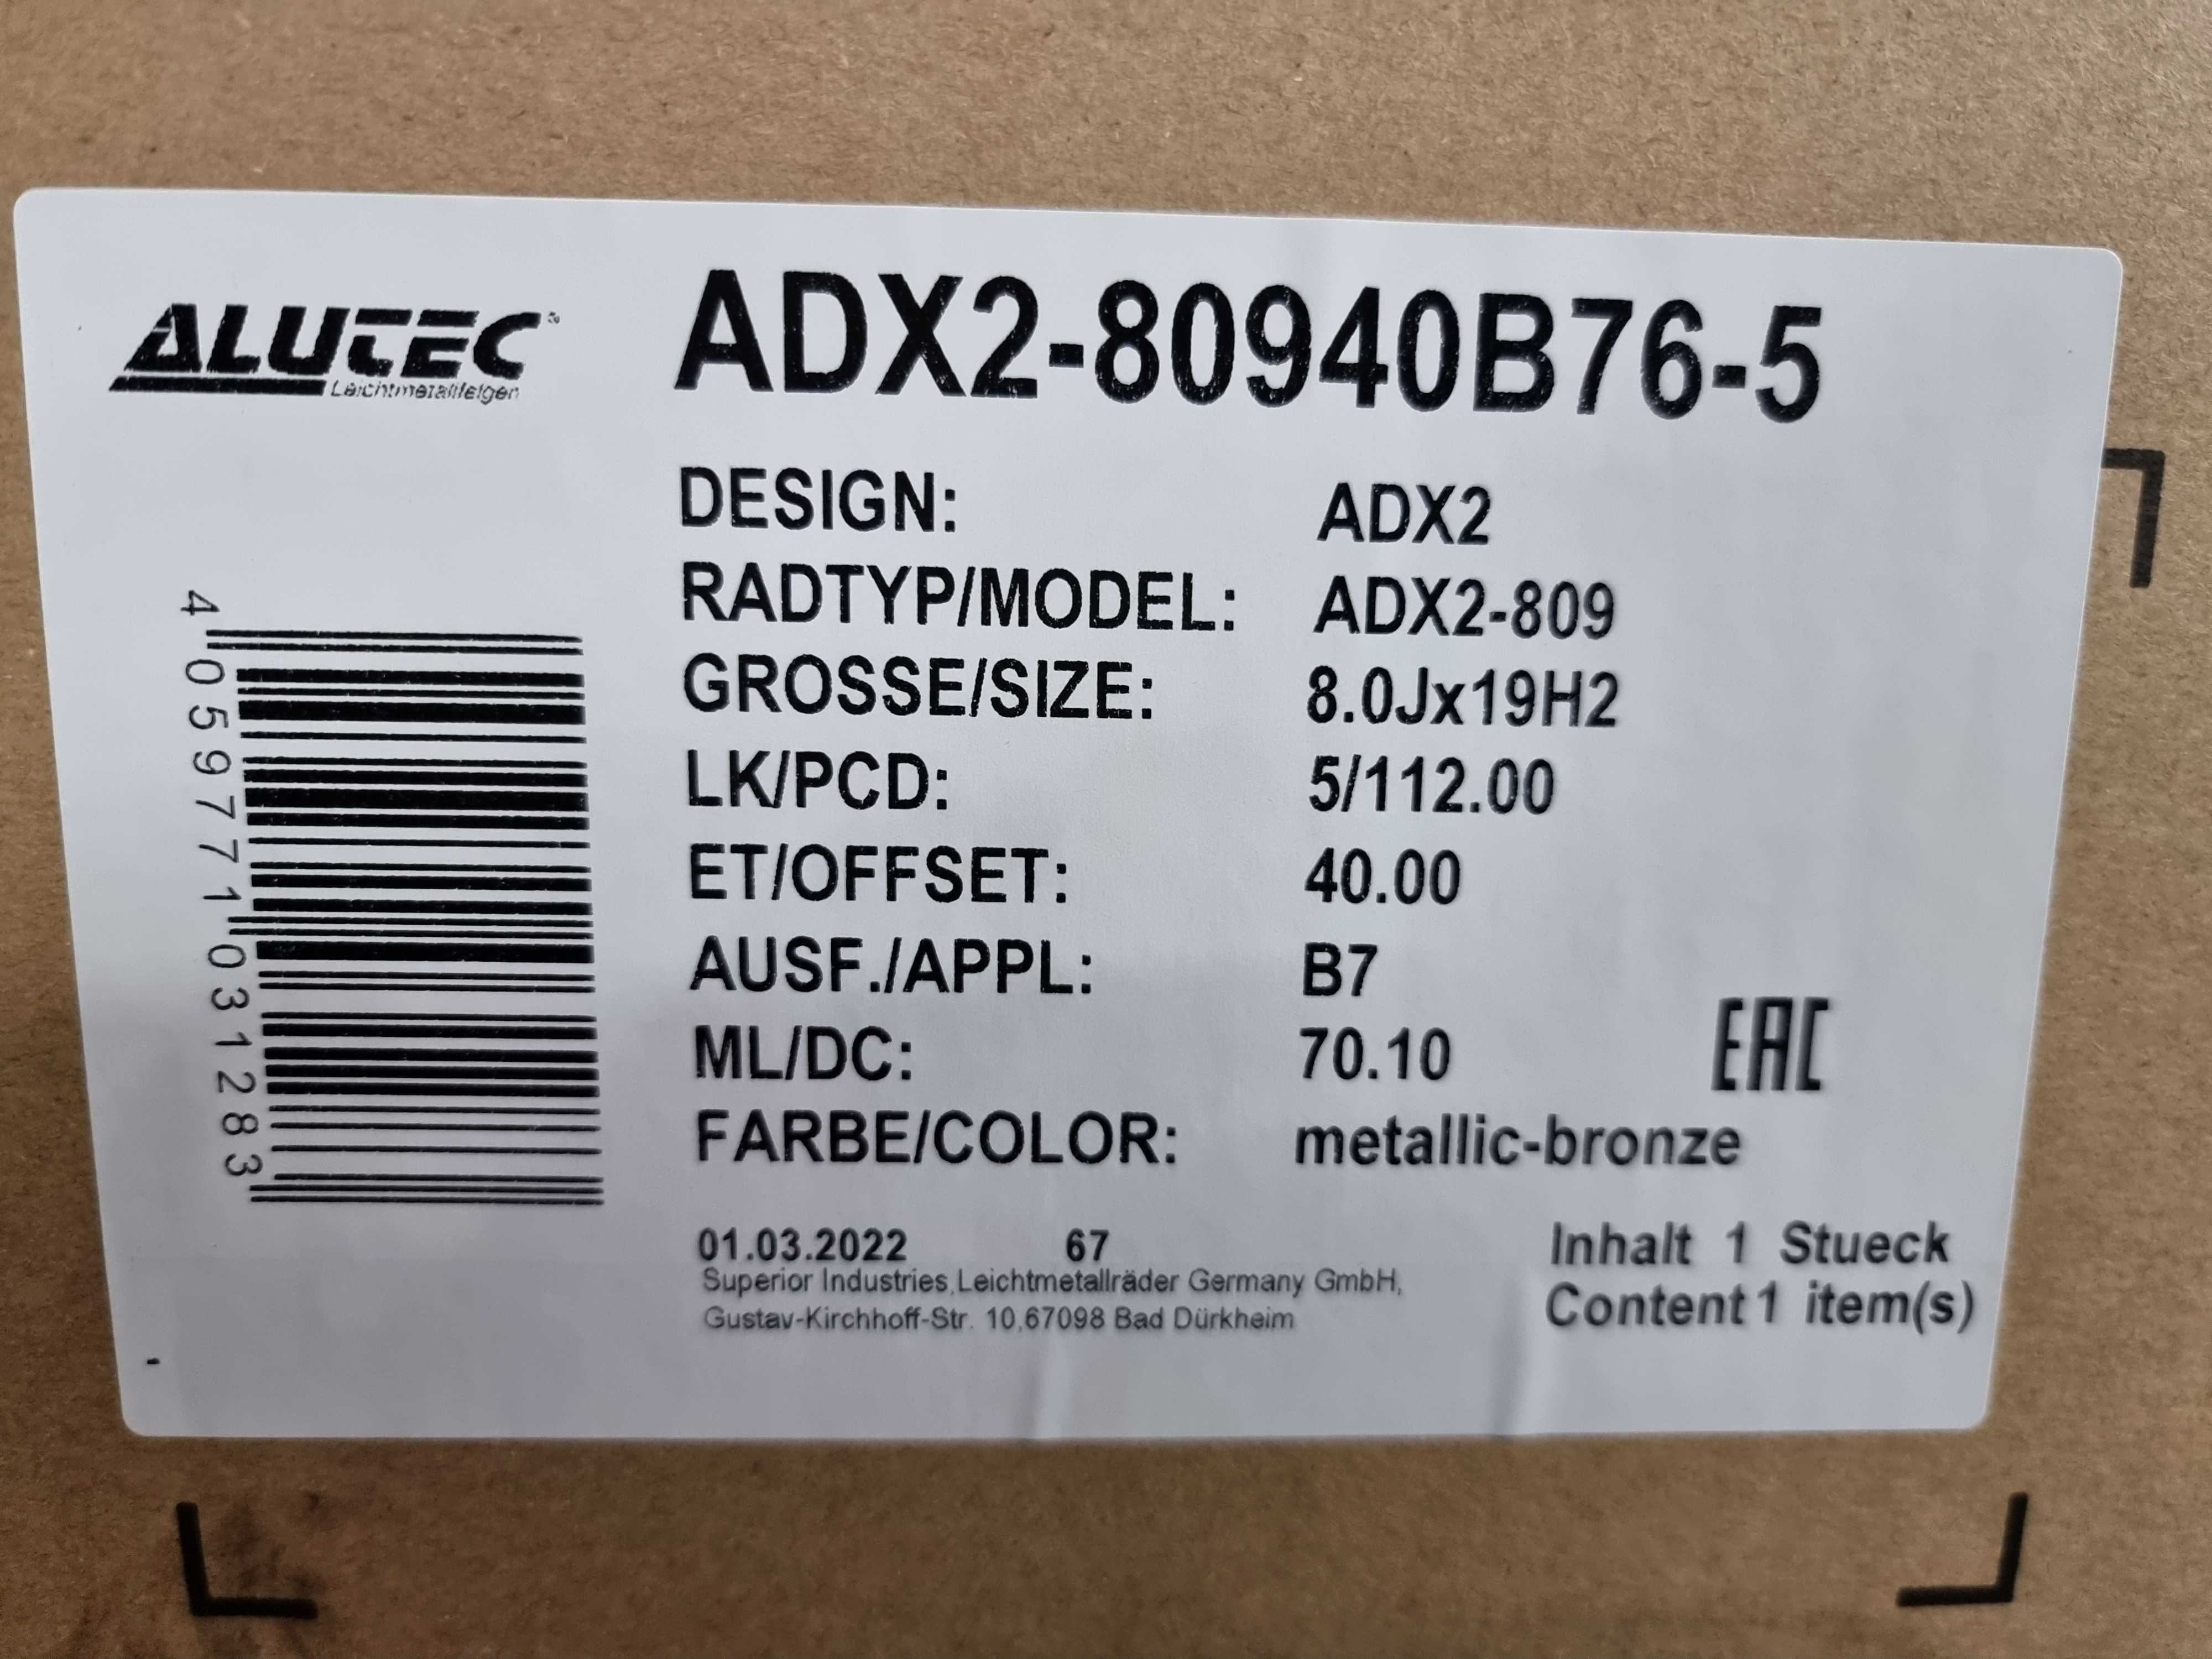 ALUTEC
Leichtmetallfelgen
ADX2-80940B76-5
DESIGN: ADX2
RADTYP/MODEL: ADX2-809
GROSSE/SIZE: 8.0Jx19H2
LK/PCD: 5/112.00
ET/OFFSET: 40.00
AUSF./APPL: B7
ML/DC: 70.10
EAC
FARBE/COLOR: metallic-bronze
4 059771 031283
01.03.2022 67
Superior Industries,Leichtmetallräder Germany GmbH,
Gustav-Kirchhoff-Str. 10,67098 Bad Dürkheim
Inhalt 1 Stueck
Content 1 item(s)